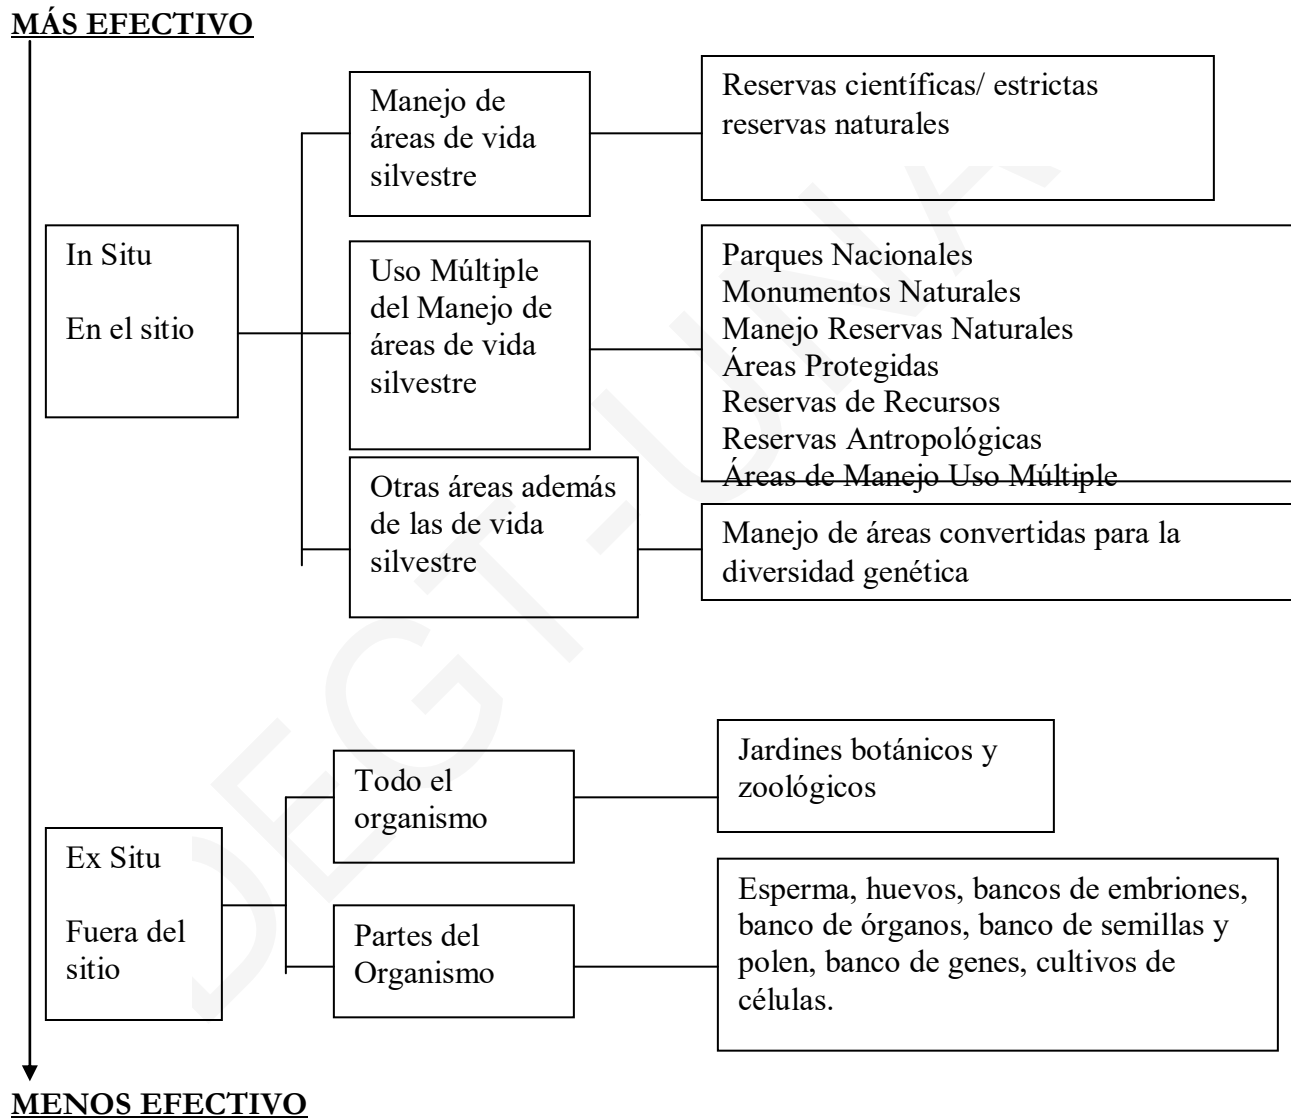 MÁS EFECTIVO
Manejo de
áreas de vida
silvestre
Reservas científicas/ estrictas
reservas naturales
In Situ
En el sitio
Uso Múltiple
del Manejo de
áreas de vida
silvestre
Parques Nacionales
Monumentos Naturales
Manejo Reservas Naturales
Áreas Protegidas
Reservas de Recursos
Reservas Antropológicas
Áreas de Manejo Uso Múltiple
Otras áreas además
de las de vida
silvestre
Manejo de áreas convertidas para la
diversidad genética
Ex Situ
Fuera del
sitio
Todo el
organismo
Jardines botánicos y
zoológicos
Partes del
Organismo
Esperma, huevos, bancos de embriones,
banco de órganos, banco de semillas y
polen, banco de genes, cultivos de
células.
MENOS EFECTIVO